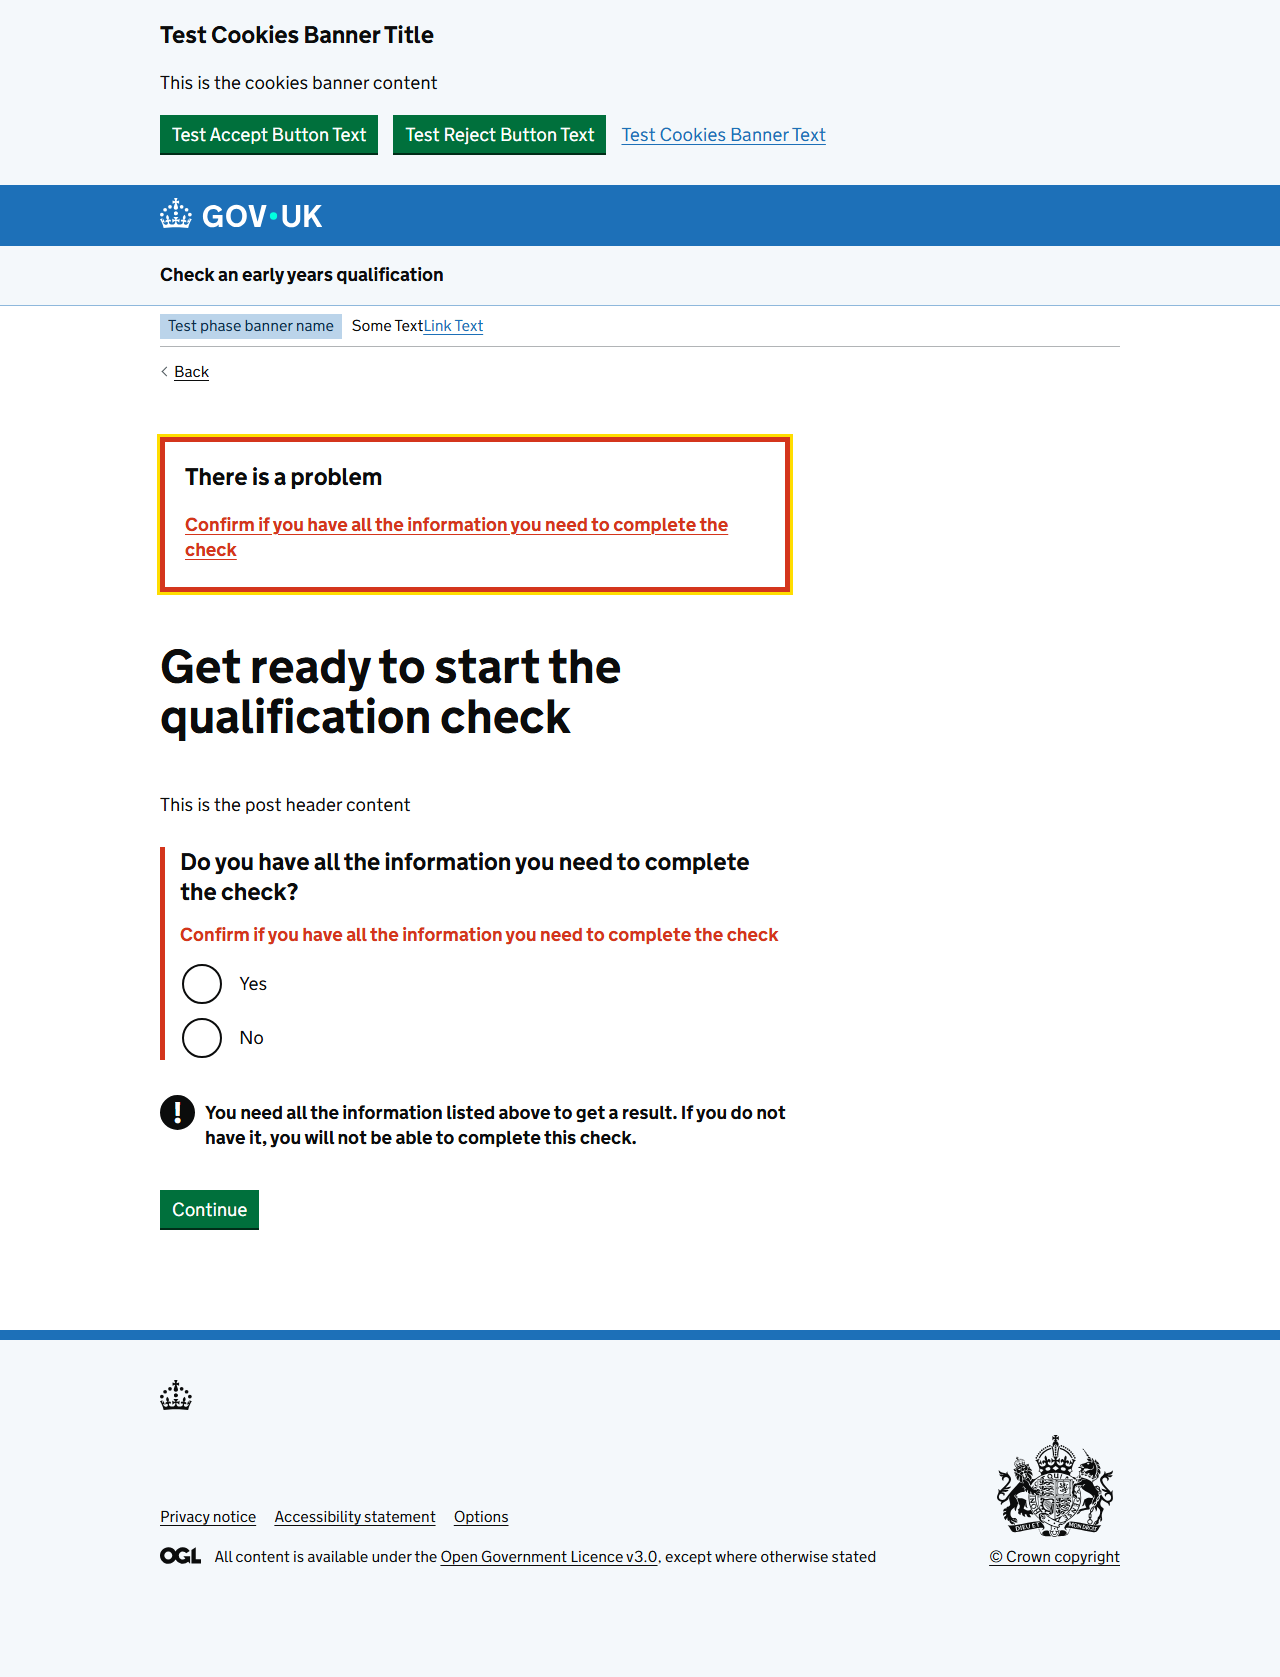 Test Cookies Banner Title
This is the cookies banner content
Test Accept Button Text
Test Reject Button Text
Test Cookies Banner Text
GOV·UK
Check an early years qualification
Test phase banner name
Some TextLink Text
Back
There is a problem
Confirm if you have all the information you need to complete the
check
Get ready to start the
qualification check
This is the post header content
Do you have all the information you need to complete
the check?
Confirm if you have all the information you need to complete the check
Yes
No
! You need all the information listed above to get a result. If you do not
have it, you will not be able to complete this check.
Continue
Privacy notice
Accessibility statement
Options
OGL
All content is available under the Open Government Licence v3.0, except where otherwise stated
© Crown copyright